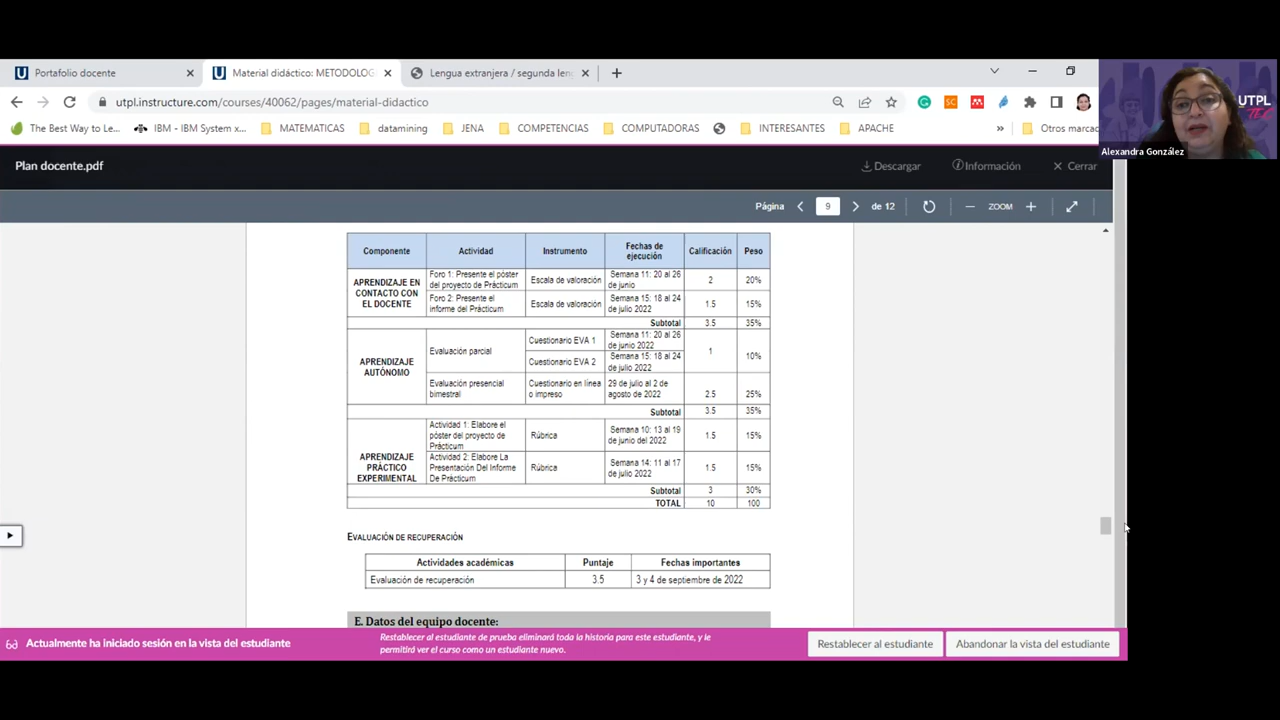 Portafolio docente
Material didáctico: METODOLOG
Lengua extranjera / segunda len
utpl.instructure.com/courses/40062/pages/material-didactico
The Best Way to Le...
IBM - IBM System x...
MATEMATICAS
datamining
JENA
COMPETENCIAS
COMPUTADORAS
INTERESANTES
APACHE
»
Otros marcad
UTPL
TEC
Alexandra González
Plan docente.pdf
Descargar
Información
Cerrar
Página
9
de 12
ZOOM
Componente Actividad Instrumento Fechas de ejecución Calificación Peso
APRENDIZAJE EN CONTACTO CON EL DOCENTE
Foro 1: Presente el póster del proyecto de Prácticum Escala de valoración Semana 11: 20 al 26 de junio 2 20%
Foro 2: Presente el informe del Prácticum Escala de valoración Semana 15: 18 al 24 de julio 2022 1.5 15%
Subtotal 3.5 35%
APRENDIZAJE AUTÓNOMO
Evaluación parcial Cuestionario EVA 1 Semana 11: 20 al 26 de junio 2022 1 10%
Cuestionario EVA 2 Semana 15: 18 al 24 de julio 2022
Evaluación presencial bimestral Cuestionario en línea o impreso 29 de julio al 2 de agosto de 2022 2.5 25%
Subtotal 3.5 35%
APRENDIZAJE PRÁCTICO EXPERIMENTAL
Actividad 1: Elabore el póster del proyecto de Prácticum Rúbrica Semana 10: 13 al 19 de junio del 2022 1.5 15%
Actividad 2: Elabore La Presentación Del Informe De Prácticum Rúbrica Semana 14: 11 al 17 de julio 2022 1.5 15%
Subtotal 3 30%
TOTAL 10 100
EVALUACIÓN DE RECUPERACIÓN
Actividades académicas Puntaje Fechas importantes
Evaluación de recuperación 3.5 3 y 4 de septiembre de 2022
E. Datos del equipo docente:
Actualmente ha iniciado sesión en la vista del estudiante
Restablecer al estudiante de prueba eliminará toda la historia para este estudiante, y le
permitirá ver el curso como un estudiante nuevo.
Restablecer al estudiante
Abandonar la vista del estudiante